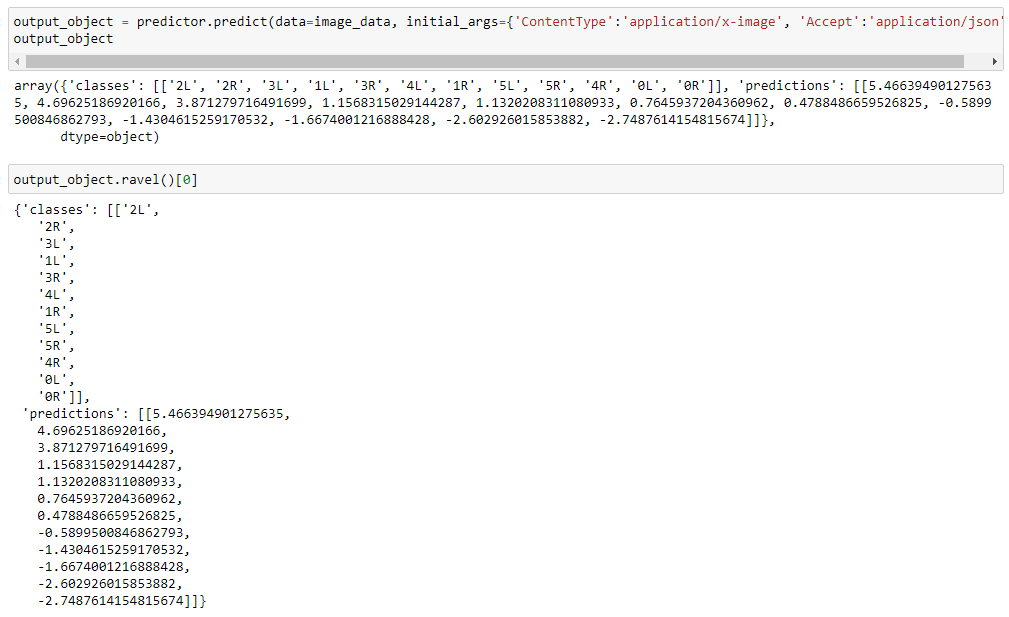 output_object = predictor.predict(data=image_data, initial_args={'ContentType':'application/x-image', 'Accept':'application/json'
output_object
array({'classes': [['2L', '2R', '3L', '1L', '3R', '4L', '1R', '5L', '5R', '4R', '0L', '0R']], 'predictions': [[5.46639490127563
5, 4.69625186920166, 3.871279716491699, 1.1568315029144287, 1.1320208311080933, 0.7645937204360962, 0.4788486659526825, -0.5899
500846862793, -1.4304615259170532, -1.6674001216888428, -2.602926015853882, -2.7487614154815674]]},
dtype=object)
output_object.ravel()[0]
{'classes': [['2L',
'2R',
'3L',
'1L',
'3R',
'4L',
'1R',
'5L',
'5R',
'4R',
'0L',
'0R']],
'predictions': [[5.466394901275635,
4.69625186920166,
3.871279716491699,
1.1568315029144287,
1.1320208311080933,
0.7645937204360962,
0.4788486659526825,
-0.5899500846862793,
-1.4304615259170532,
-1.6674001216888428,
-2.602926015853882,
-2.7487614154815674]]}